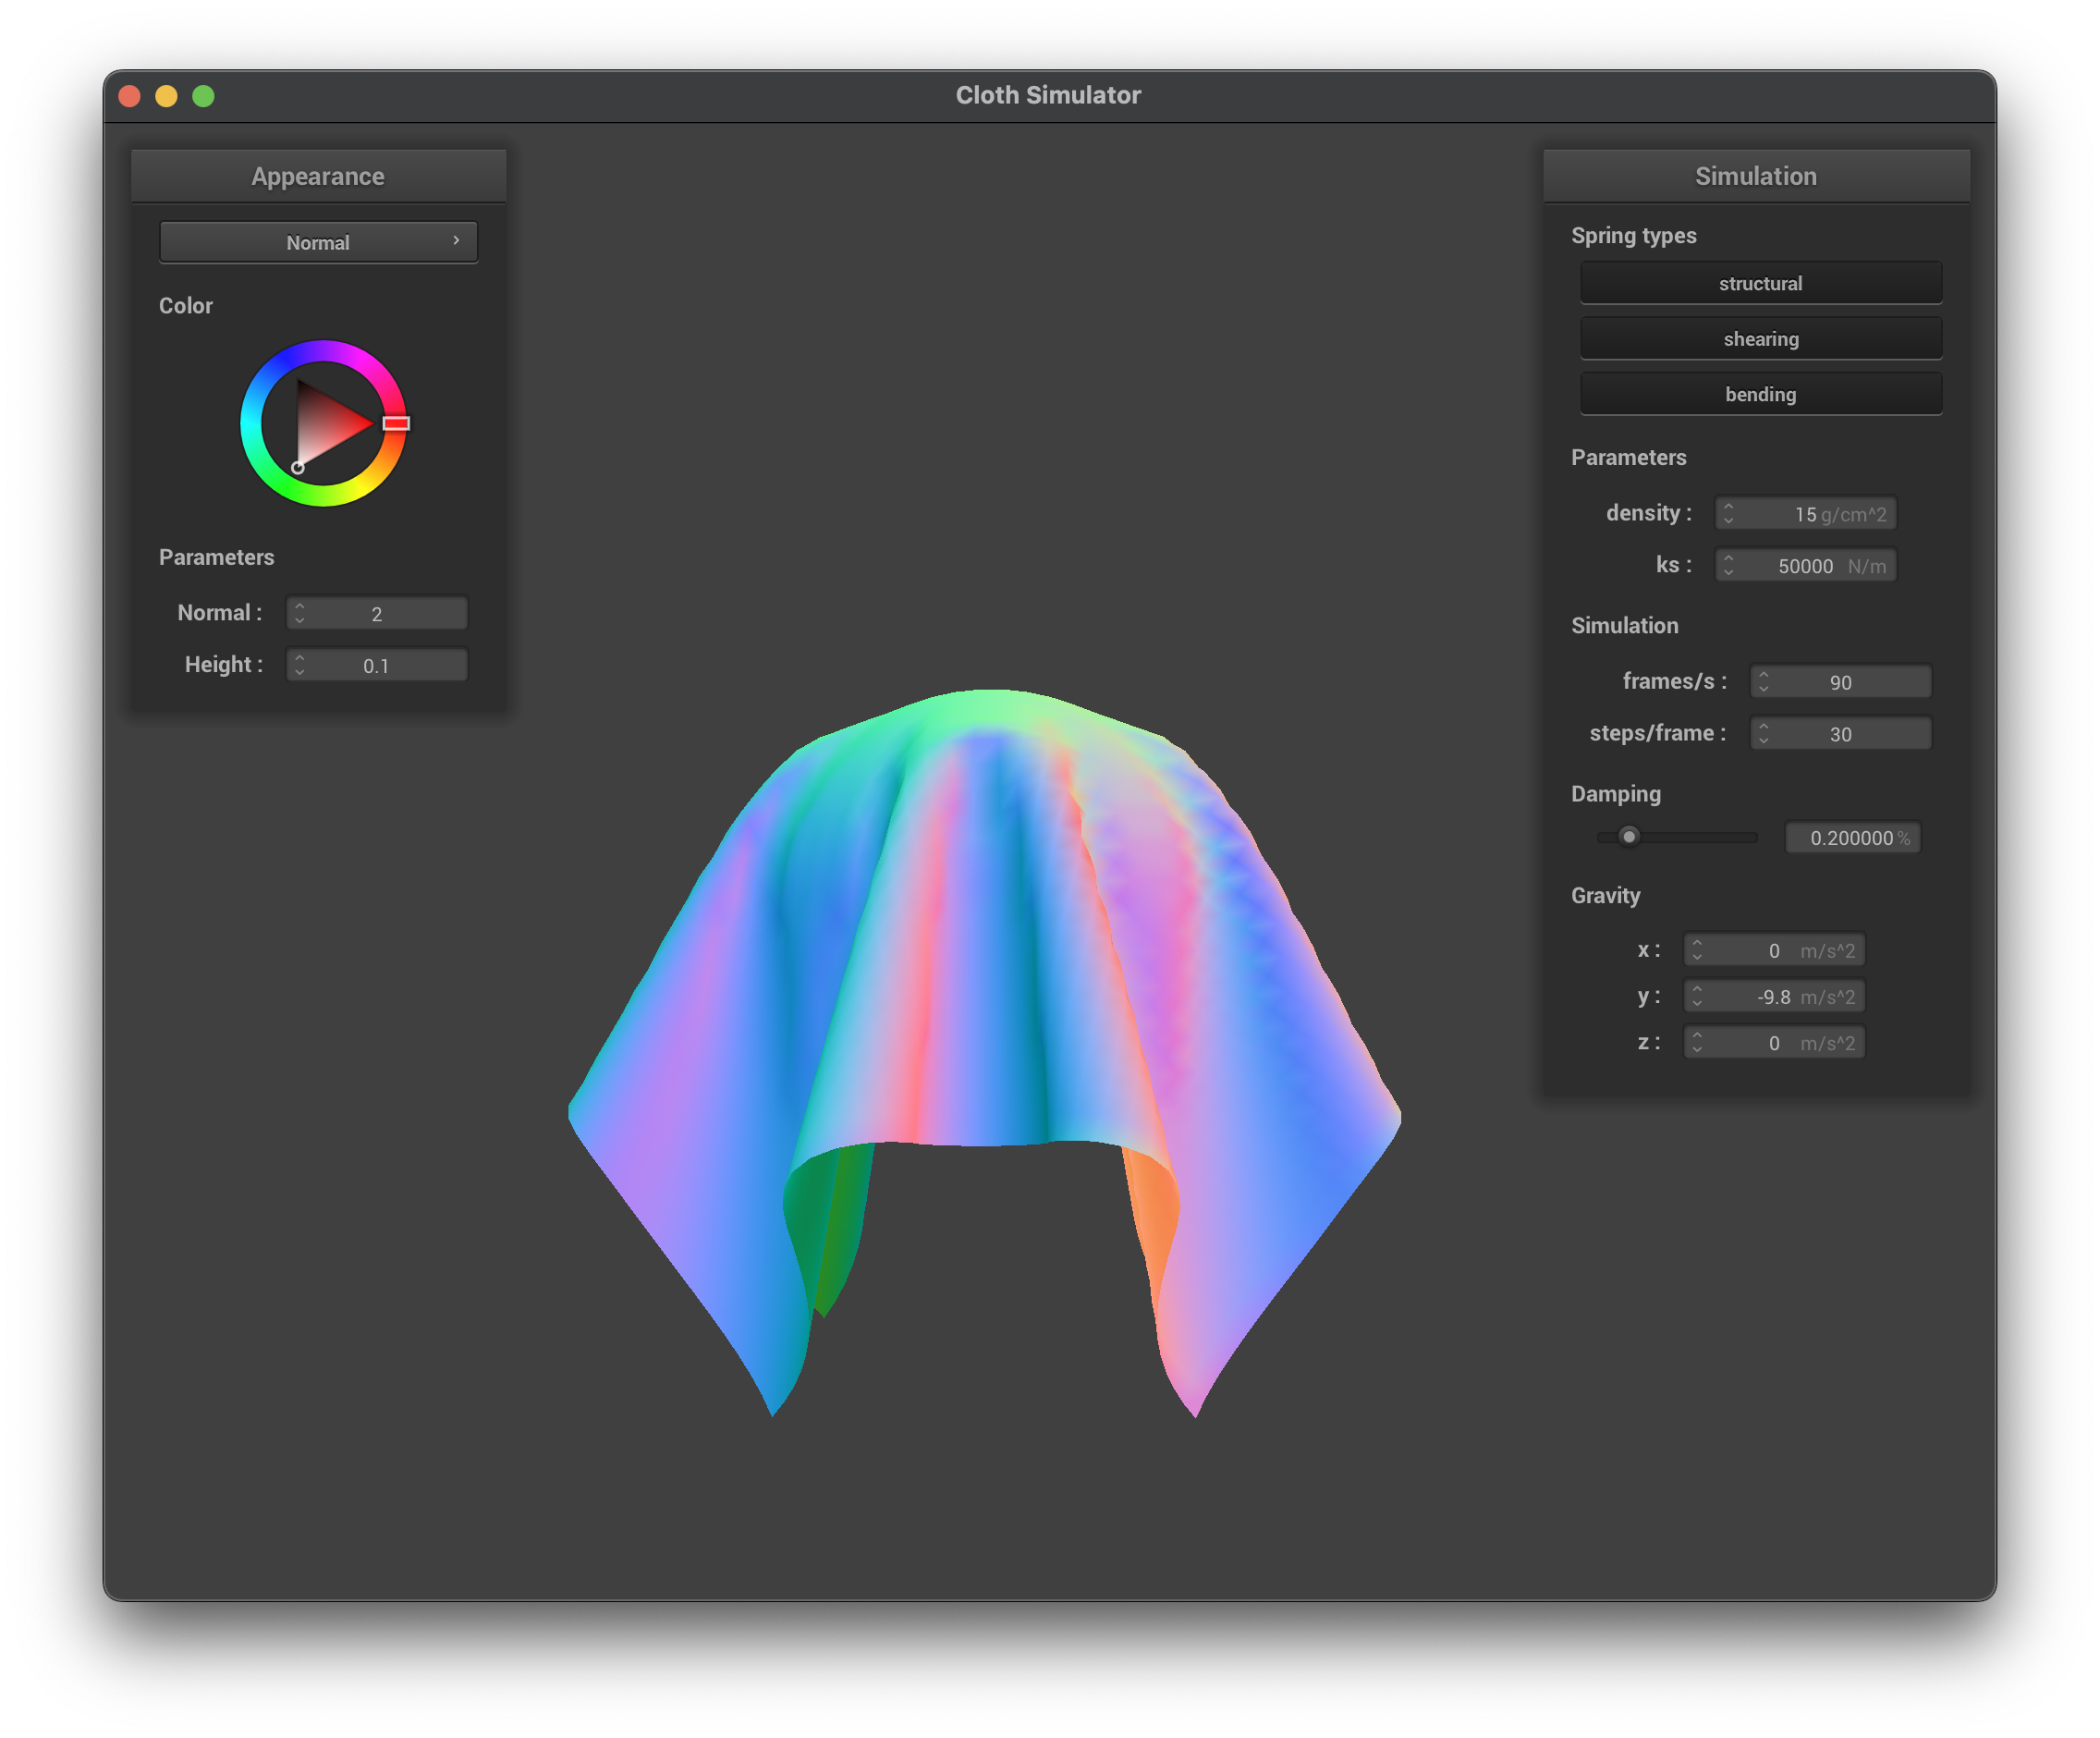 Cloth Simulator
Appearance
Normal
Color
Parameters
Normal :
2
Height :
0.1
Simulation
Spring types
structural
shearing
bending
Parameters
density :
15 g/cm^2
ks :
50000 N/m
Simulation
frames/s :
90
steps/frame :
30
Damping
0.200000 %
Gravity
x :
0 m/s^2
y :
-9.8 m/s^2
z :
0 m/s^2